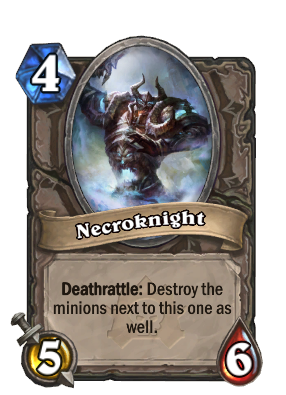 4
Necroknight
Deathrattle: Destroy the
minions next to this one as
well.
5
6